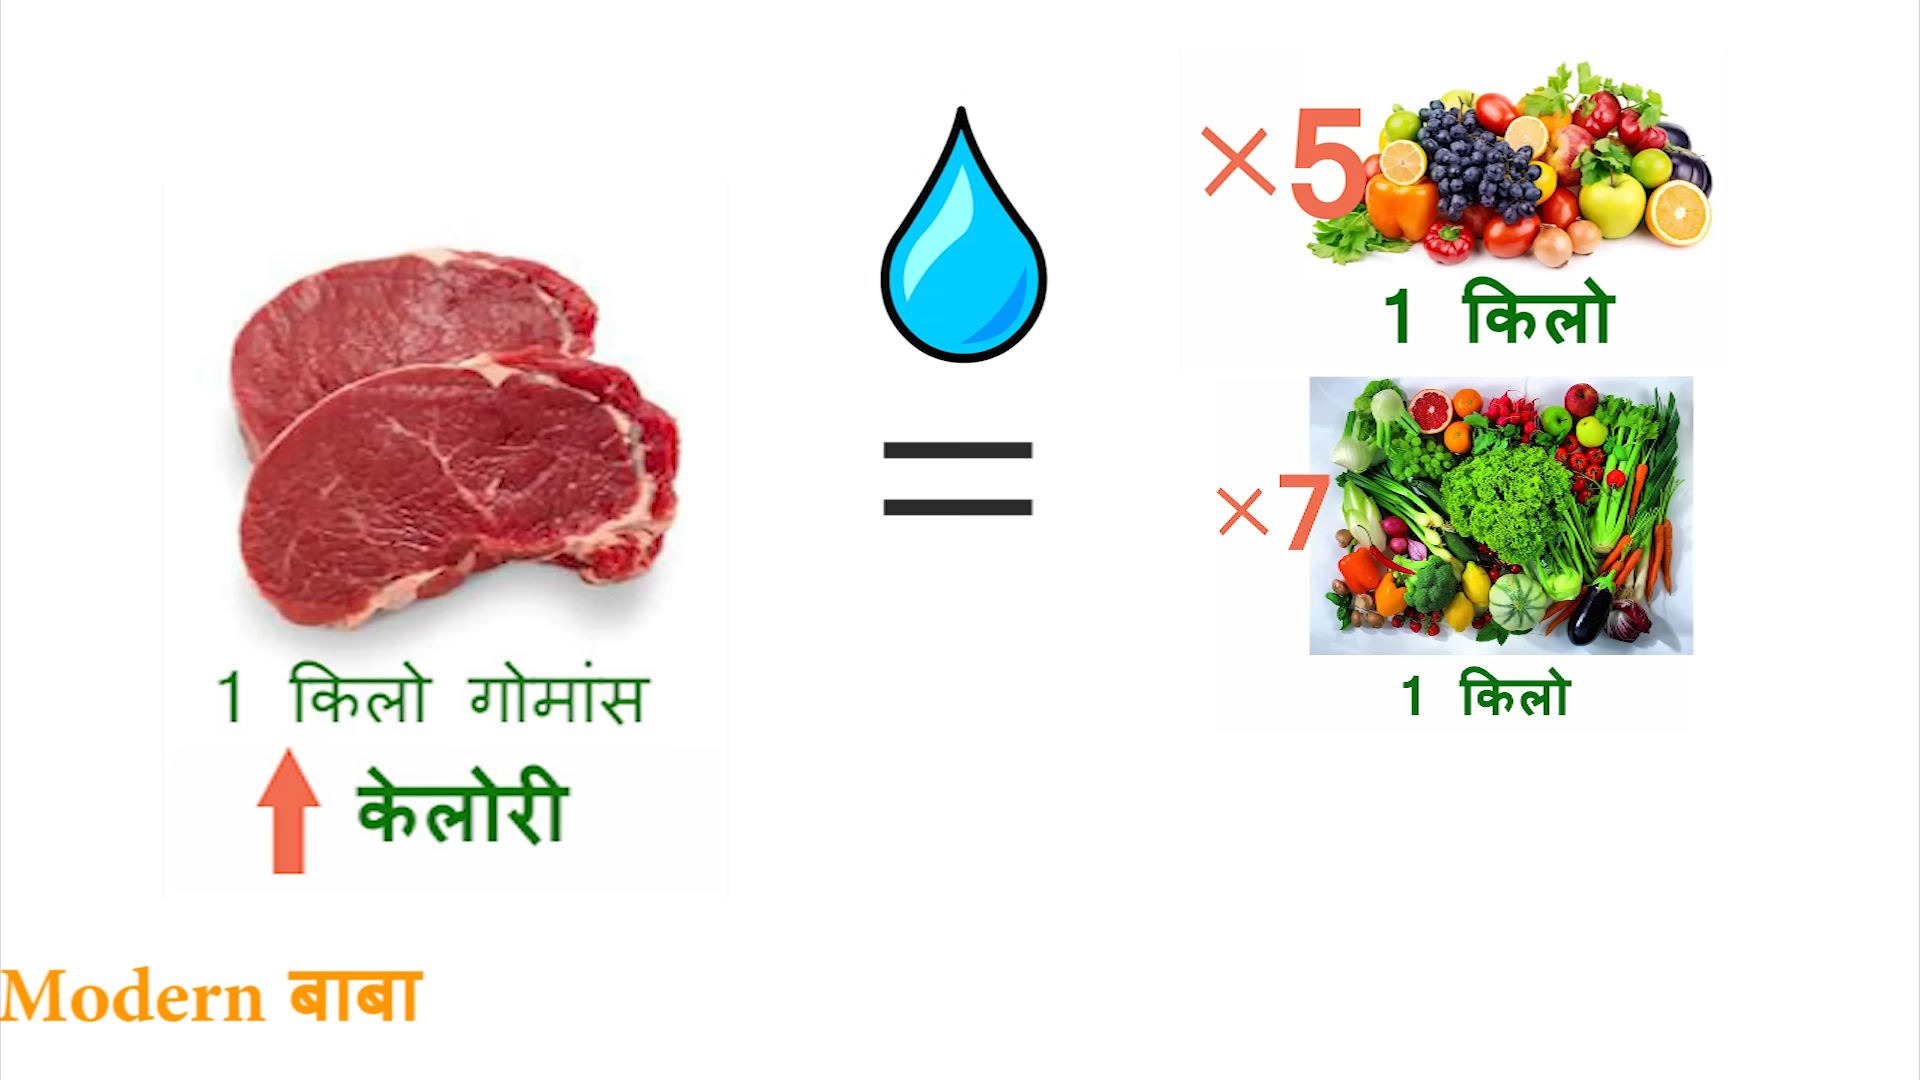 1 किलो गोमांस
केलोरी
×5
1 किलो
×7
1 किलो
Modern बाबा